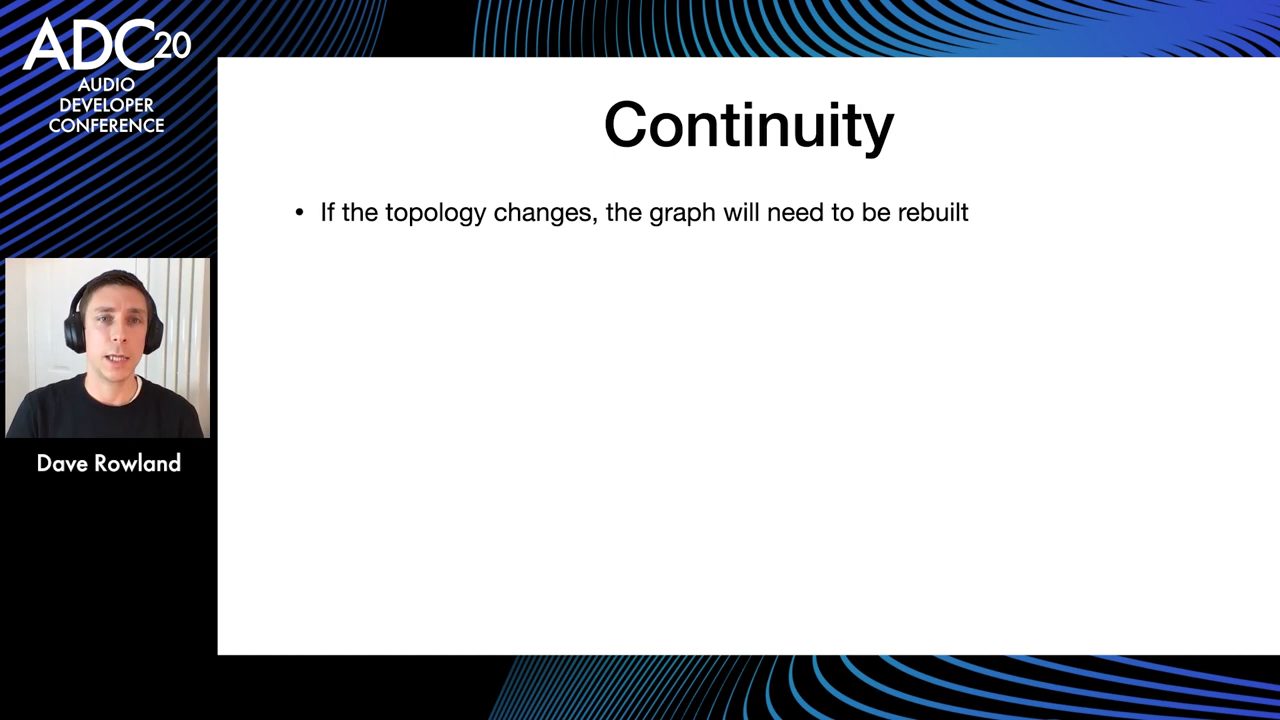 ADC20
AUDIO
DEVELOPER
CONFERENCE
Continuity
• If the topology changes, the graph will need to be rebuilt
Dave Rowland